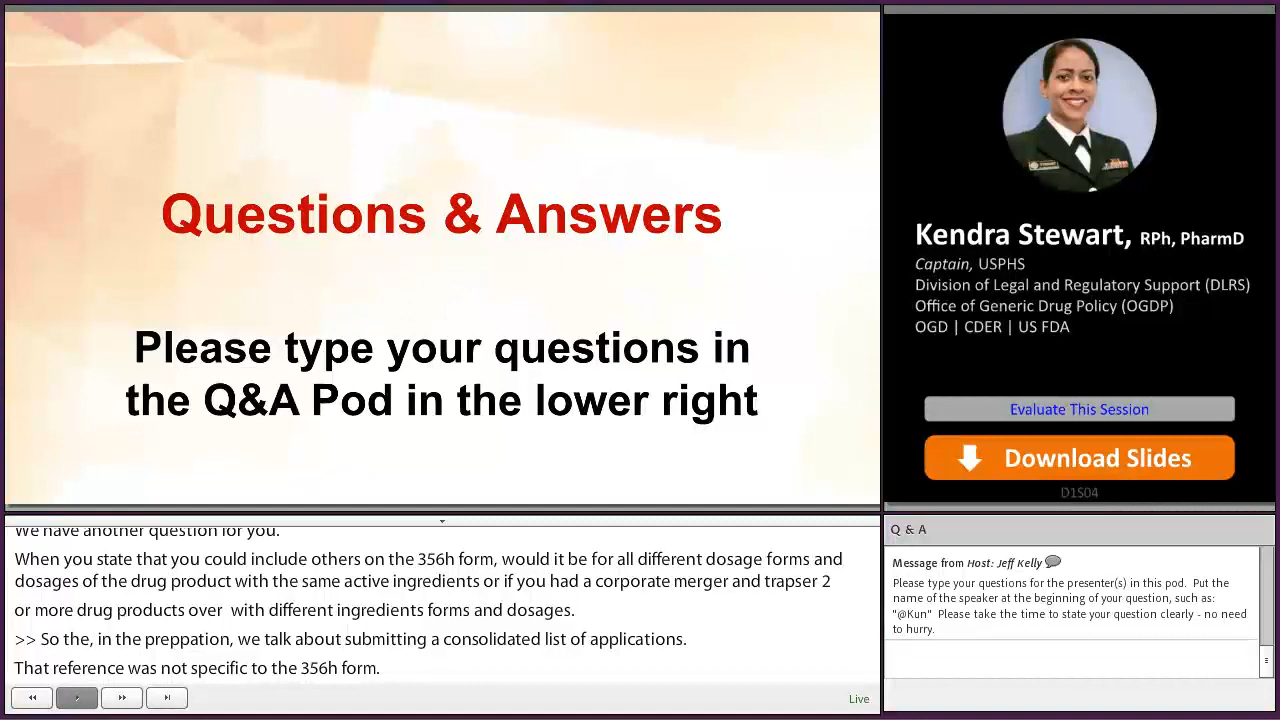 Questions & Answers
Please type your questions in
the Q&A Pod in the lower right
Kendra Stewart, RPh, PharmD
Captain, USPHS
Division of Legal and Regulatory Support (DLRS)
Office of Generic Drug Policy (OGDP)
OGD | CDER | US FDA
Evaluate This Session
Download Slides
D1S04
We have another question for you.
When you state that you could include others on the 356h form, would it be for all different dosage forms and
dosages of the drug product with the same active ingredients or if you had a corporate merger and trapser 2
or more drug products over with different ingredients forms and dosages.
>> So the, in the preppation, we talk about submitting a consolidated list of applications.
That reference was not specific to the 356h form.
Live
Q & A
Message from Host: Jeff Kelly
Please type your questions for the presenter(s) in this pod. Put the
name of the speaker at the beginning of your question, such as:
"@Kun" Please take the time to state your question clearly - no need
to hurry.